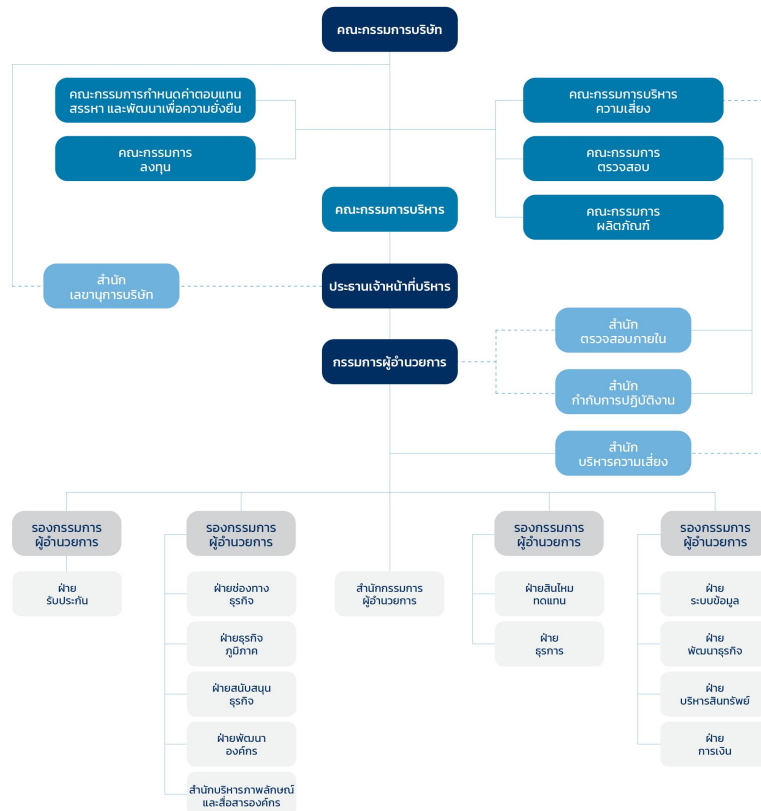 คณะกรรมการบริษัท
คณะกรรมการกำหนดค่าตอบแทน
สรรหา และพัฒนาเพื่อความยั่งยืน
คณะกรรมการบริหาร
ความเสี่ยง
คณะกรรมการ
ลงทุน
คณะกรรมการ
ตรวจสอบ
คณะกรรมการบริหาร
คณะกรรมการ
ผลิตภัณฑ์
สำนัก
เลขานุการบริษัท
ประธานเจ้าหน้าที่บริหาร
สำนัก
ตรวจสอบภายใน
กรรมการผู้อำนวยการ
สำนัก
กำกับการปฏิบัติงาน
สำนัก
บริหารความเสี่ยง
รองกรรมการ
ผู้อำนวยการ
รองกรรมการ
ผู้อำนวยการ
รองกรรมการ
ผู้อำนวยการ
รองกรรมการ
ผู้อำนวยการ
ฝ่าย
รับประกัน
ฝ่ายช่องทาง
ธุรกิจ
สำนักกรรมการ
ผู้อำนวยการ
ฝ่ายสินไหม
ทดแทน
ฝ่าย
ระบบข้อมูล
ฝ่ายธุรกิจ
ภูมิภาค
ฝ่าย
ธุรการ
ฝ่าย
พัฒนาธุรกิจ
ฝ่ายสนับสนุน
ธุรกิจ
ฝ่าย
บริหารสินทรัพย์
ฝ่ายพัฒนา
องค์กร
ฝ่าย
การเงิน
สำนักบริหารภาพลักษณ์
และสื่อสารองค์กร